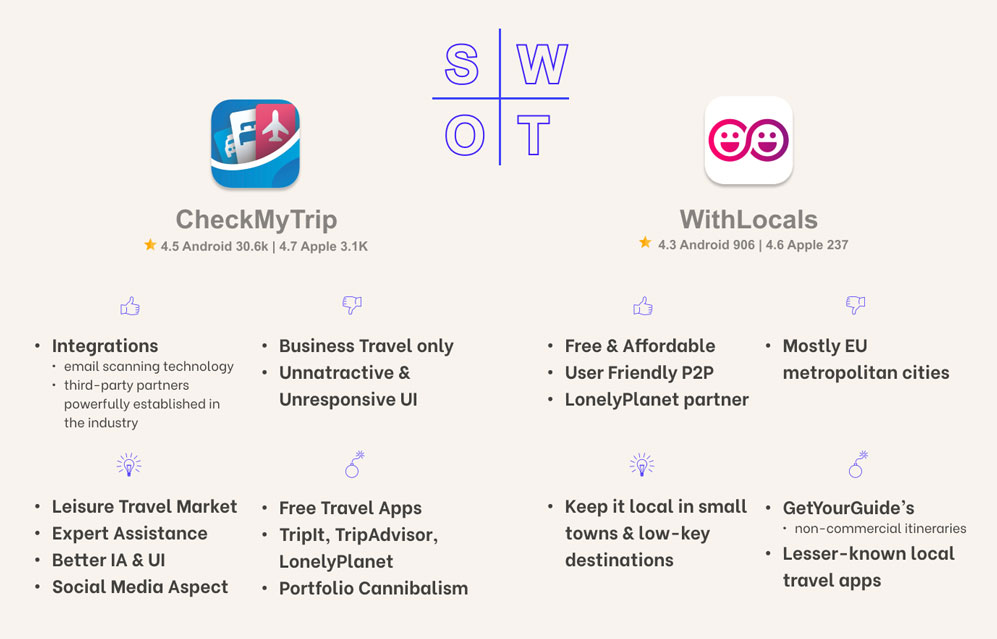 S W
O T
CheckMyTrip
4.5 Android 30.6k | 4.7 Apple 3.1K
• Integrations
• email scanning technology
• third-party partners
powerfully established in
the industry
• Business Travel only
• Unnatractive &
Unresponsive UI
• Leisure Travel Market
• Expert Assistance
• Better IA & UI
• Social Media Aspect
• Free Travel Apps
• TripIt, TripAdvisor,
LonelyPlanet
• Portfolio Cannibalism
WithLocals
4.3 Android 906 | 4.6 Apple 237
• Free & Affordable
• User Friendly P2P
• LonelyPlanet partner
• Mostly EU
metropolitan cities
• Keep it local in small
towns & low-key
destinations
• GetYourGuide’s
• non-commercial itineraries
• Lesser-known local
travel apps